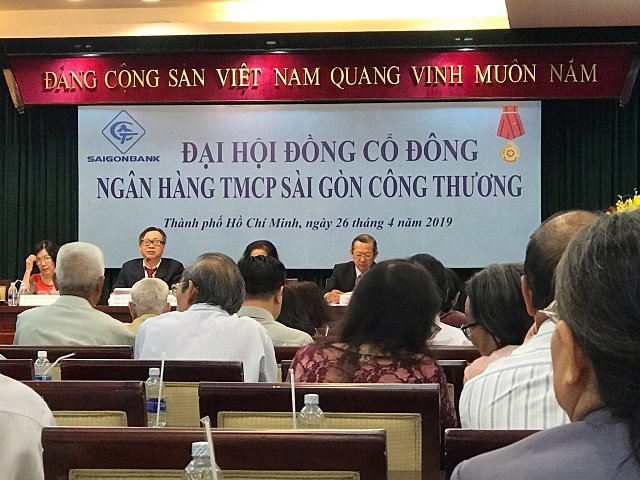 ĐẢNG CỘNG SẢN VIỆT NAM QUANG VINH MUÔN NĂM
SAIGONBANK
ĐẠI HỘI ĐỒNG CỔ ĐÔNG
NGÂN HÀNG TMCP SÀI GÒN CÔNG THƯƠNG
Thành phố Hồ Chí Minh, ngày 26 tháng 4 năm 2019